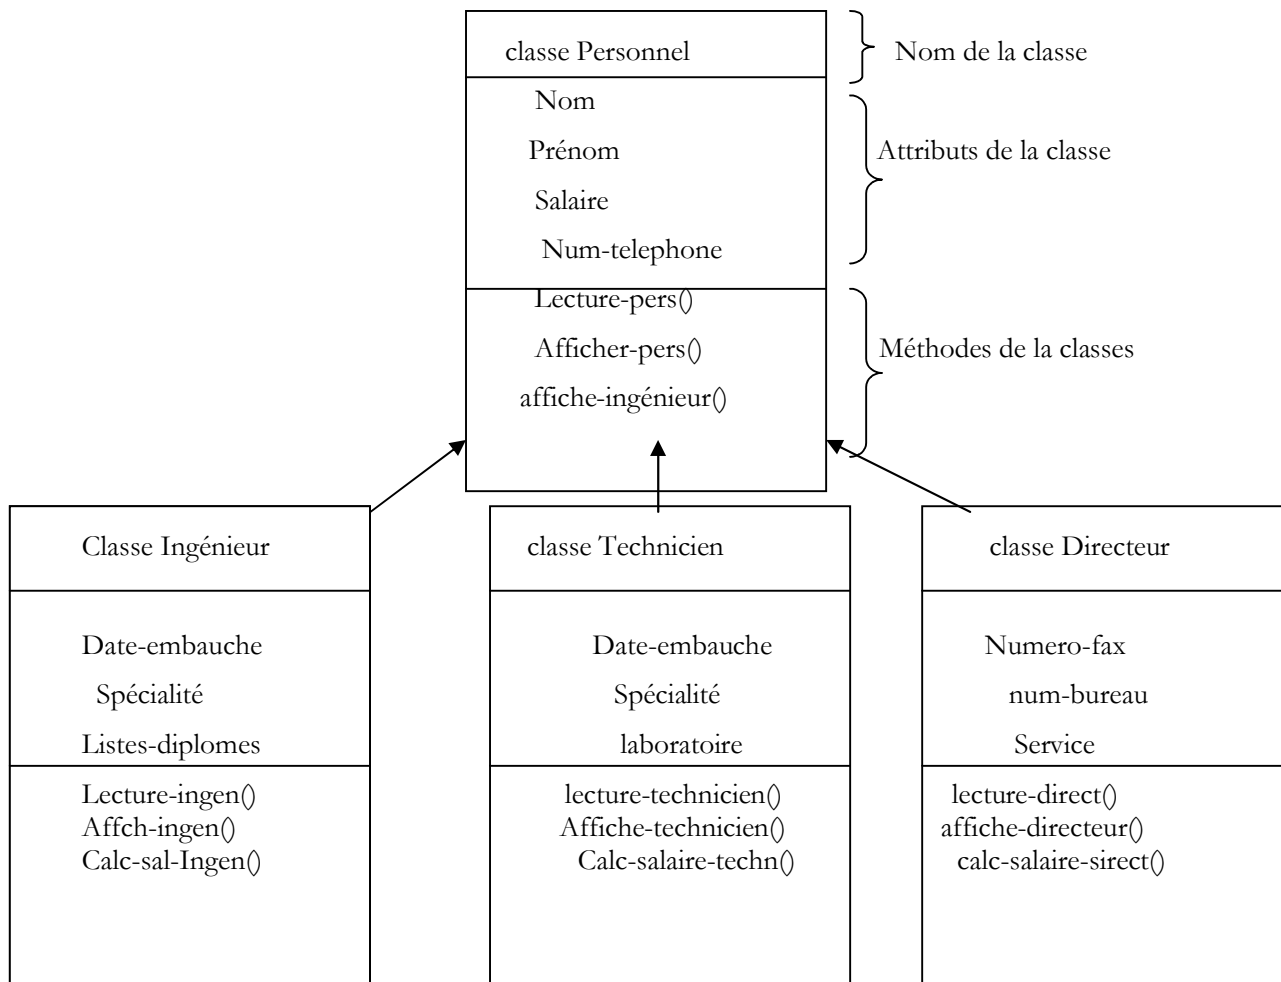 classe Personnel
Nom de la classe
Nom
Prénom
Salaire
Num-telephone
Attributs de la classe
Lecture-pers()
Afficher-pers()
affiche-ingénieur()
Méthodes de la classes
Classe Ingénieur
Date-embauche
Spécialité
Listes-diplomes
Lecture-ingen()
Affch-ingen()
Calc-sal-Ingen()
classe Technicien
Date-embauche
Spécialité
laboratoire
lecture-technicien()
Affiche-technicien()
Calc-salaire-techn()
classe Directeur
Numero-fax
num-bureau
Service
lecture-direct()
affiche-directeur()
calc-salaire-sirect()